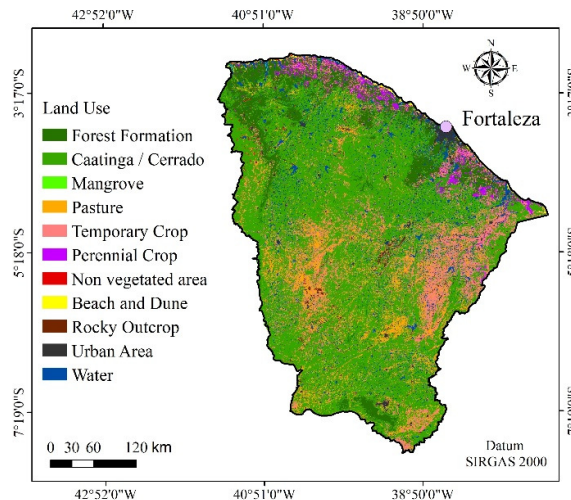 42°52'0"W 40°51'0"W 38°50'0"W
3°17'0"S
N
W E
S
Fortaleza
Land Use
Forest Formation
Caatinga / Cerrado
Mangrove
Pasture
Temporary Crop
Perennial Crop
Non vegetated area
Beach and Dune
Rocky Outcrop
Urban Area
Water
5°18'0"S
5°18'0"S
7°19'0"S
0 30 60 120 km
Datum
SIRGAS 2000
42°52'0"W 40°51'0"W 38°50'0"W